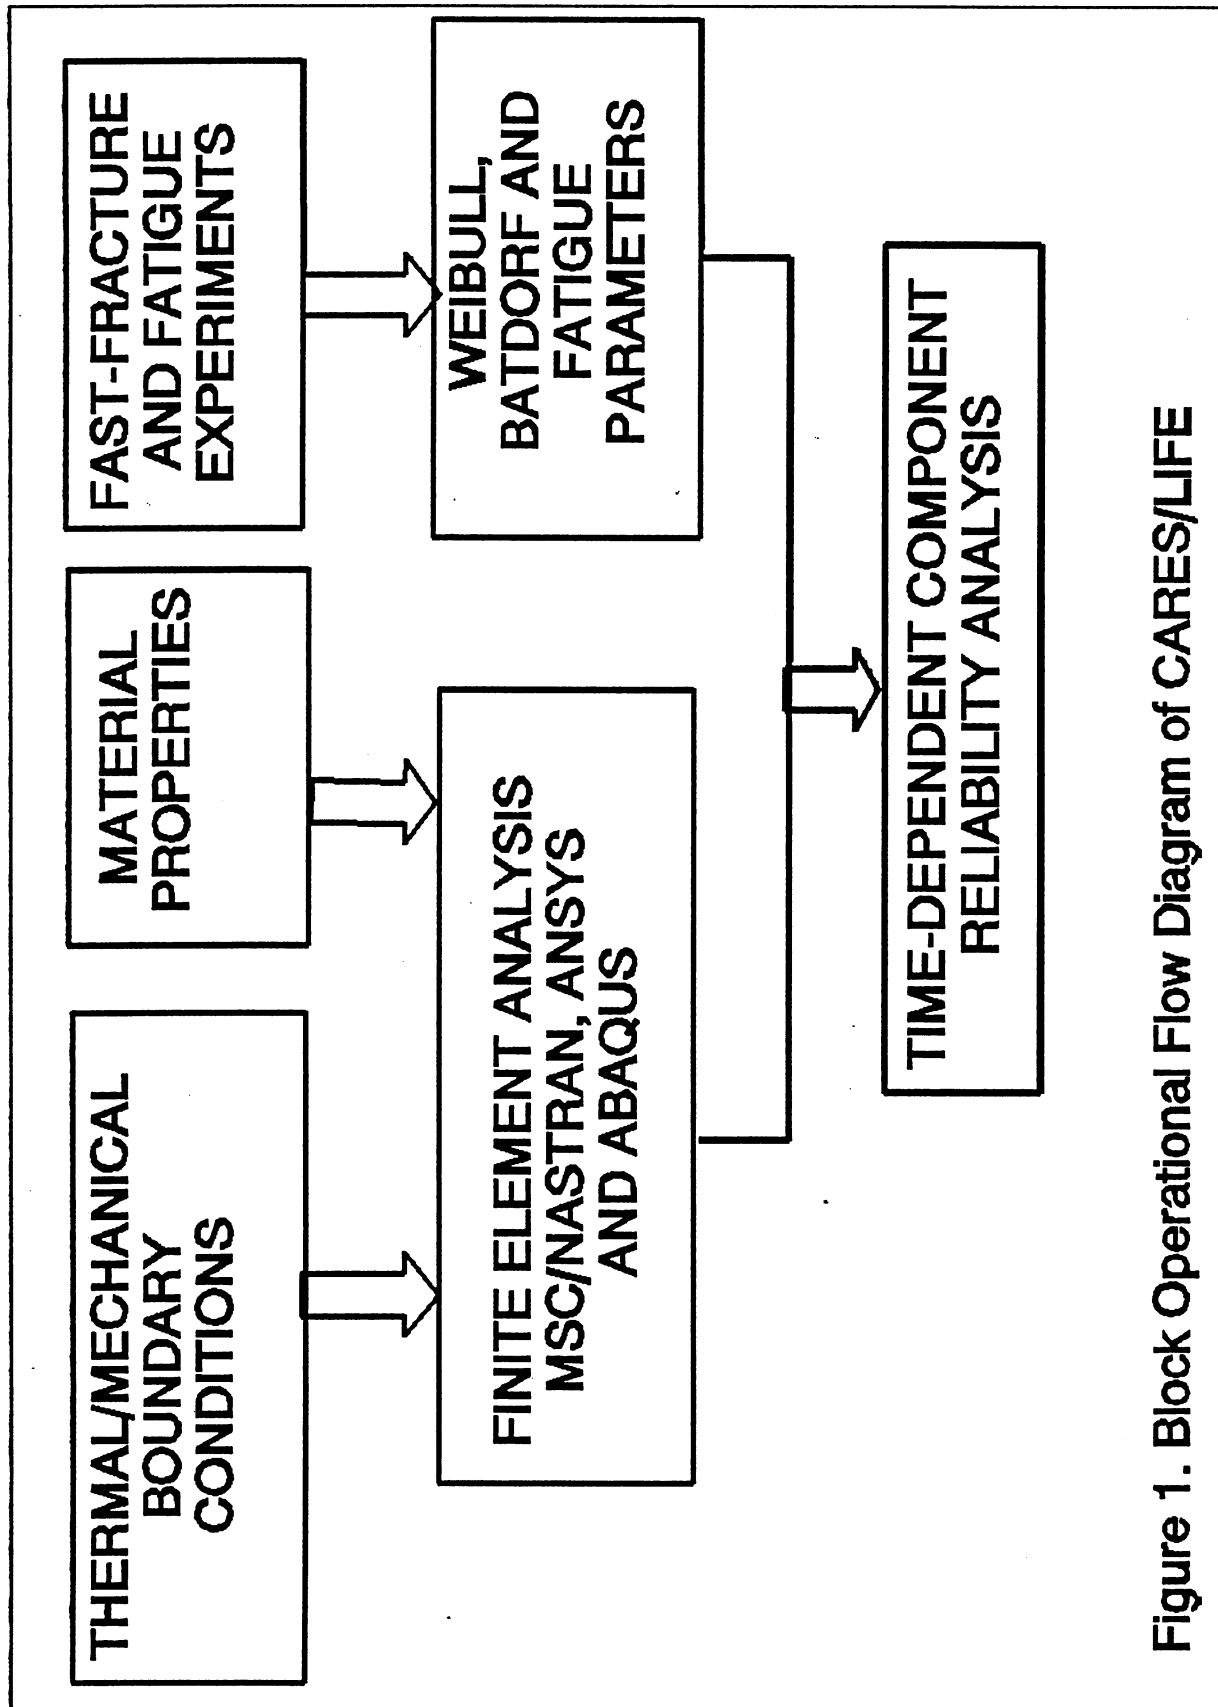 THERMAL/MECHANICAL
BOUNDARY
CONDITIONS
MATERIAL
PROPERTIES
FAST-FRACTURE
AND FATIGUE
EXPERIMENTS
FINITE ELEMENT ANALYSIS
MSC/NASTRAN, ANSYS
AND ABAQUS
WEIBULL,
BATDORF AND
FATIGUE
PARAMETERS
TIME-DEPENDENT COMPONENT
RELIABILITY ANALYSIS
Figure 1. Block Operational Flow Diagram of CARES/LIFE